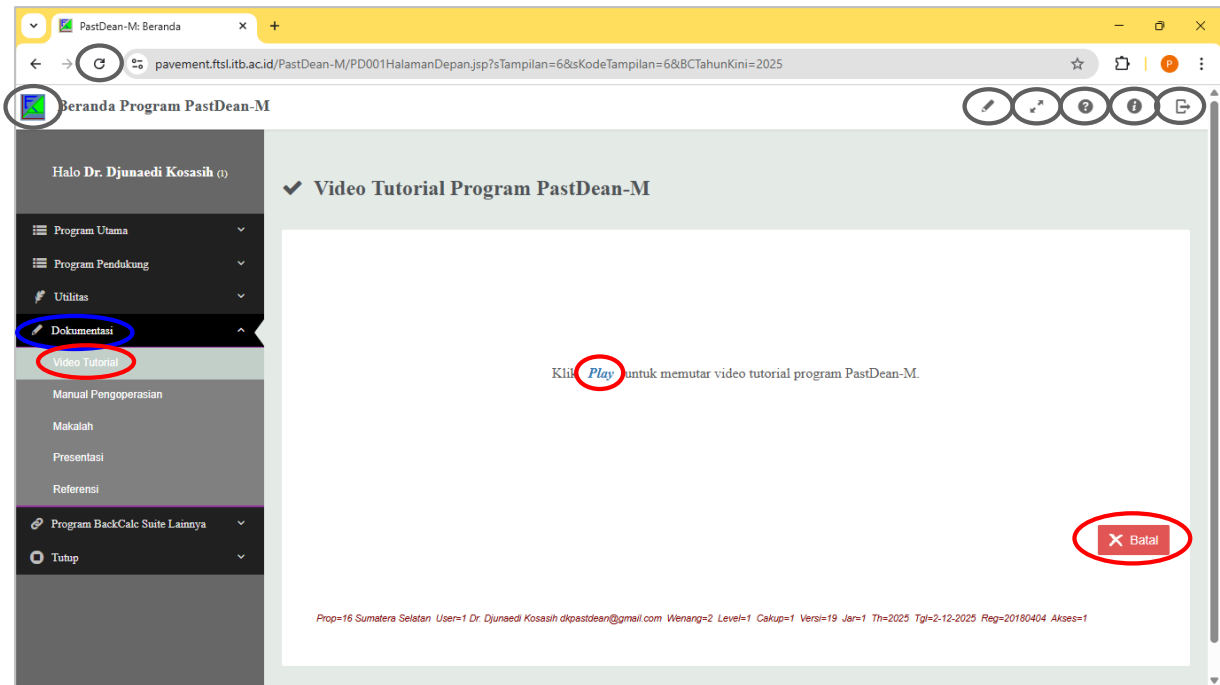 PastDean-M: Beranda
pavement.ftsl.itb.ac.id/PastDean-M/PD001HalamanDepan.jsp?sTampilan=6&sKodeTampilan=6&BCTahunKini=2025
P
Beranda Program PastDean-M
Halo Dr. Djunaedi Kosasih (1)
Video Tutorial Program PastDean-M
Program Utama
Program Pendukung
Utilitas
Dokumentasi
Video Tutorial
Manual Pengoperasian
Makalah
Presentasi
Referensi
Program BackCalc Suite Lainnya
Tutup
Klik Play untuk memutar video tutorial program PastDean-M.
Batal
Prop=16 Sumatera Selatan User=1 Dr. Djunaedi Kosasih dkpastdean@gmail.com Wenang=2 Level=1 Cakup=1 Versi=19 Jar=1 Th=2025 Tgl=2-12-2025 Reg=20180404 Akses=1